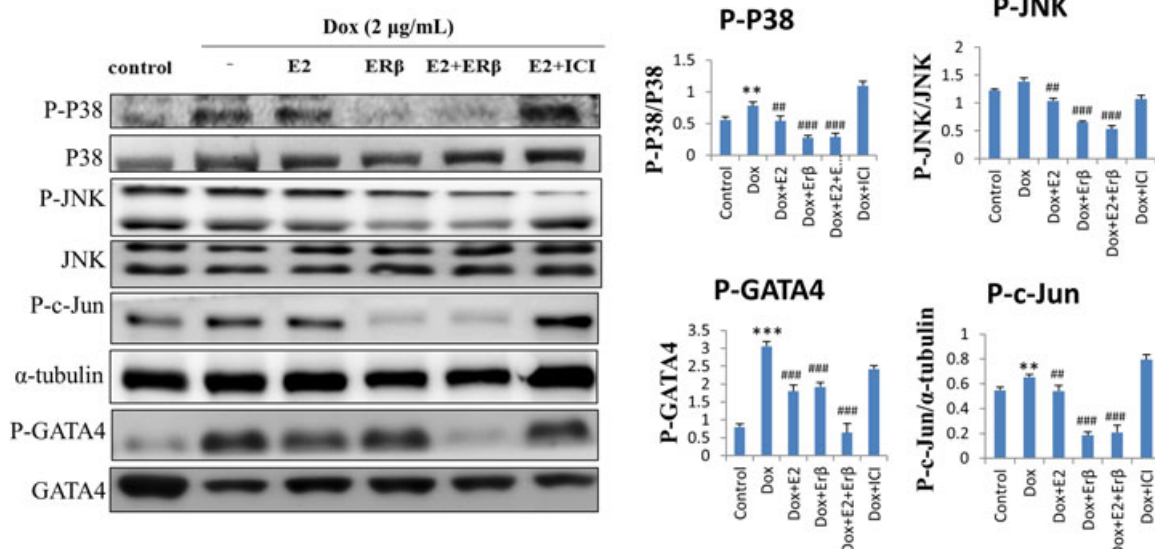 Dox (2 µg/mL)
control - E2 ERβ E2+ERβ E2+ICI
P-P38
P38
P-JNK
JNK
P-c-Jun
α-tubulin
P-GATA4
GATA4
P-P38
P-P38/P38
1.5
1
0.5
0
** ## ### ###
Control
Dox
Dox+E2
Dox+Erβ
Dox+E2+E...
Dox+ICI
P-JNK
P-JNK/JNK
2
1.5
1
0.5
0
## ### ###
Control
Dox
Dox+E2
Dox+Erβ
Dox+E2+Erβ
Dox+ICI
P-GATA4
P-GATA4
3.5
3
2.5
2
1.5
1
0.5
0
*** ### ### ###
Control
Dox
Dox+E2
Dox+Erβ
Dox+E2+Erβ
Dox+ICI
P-c-Jun
P-c-Jun/α-tubulin
1
0.8
0.6
0.4
0.2
0
** ## ### ###
Control
Dox
Dox+E2
Dox+Erβ
Dox+E2+Erβ
Dox+ICI